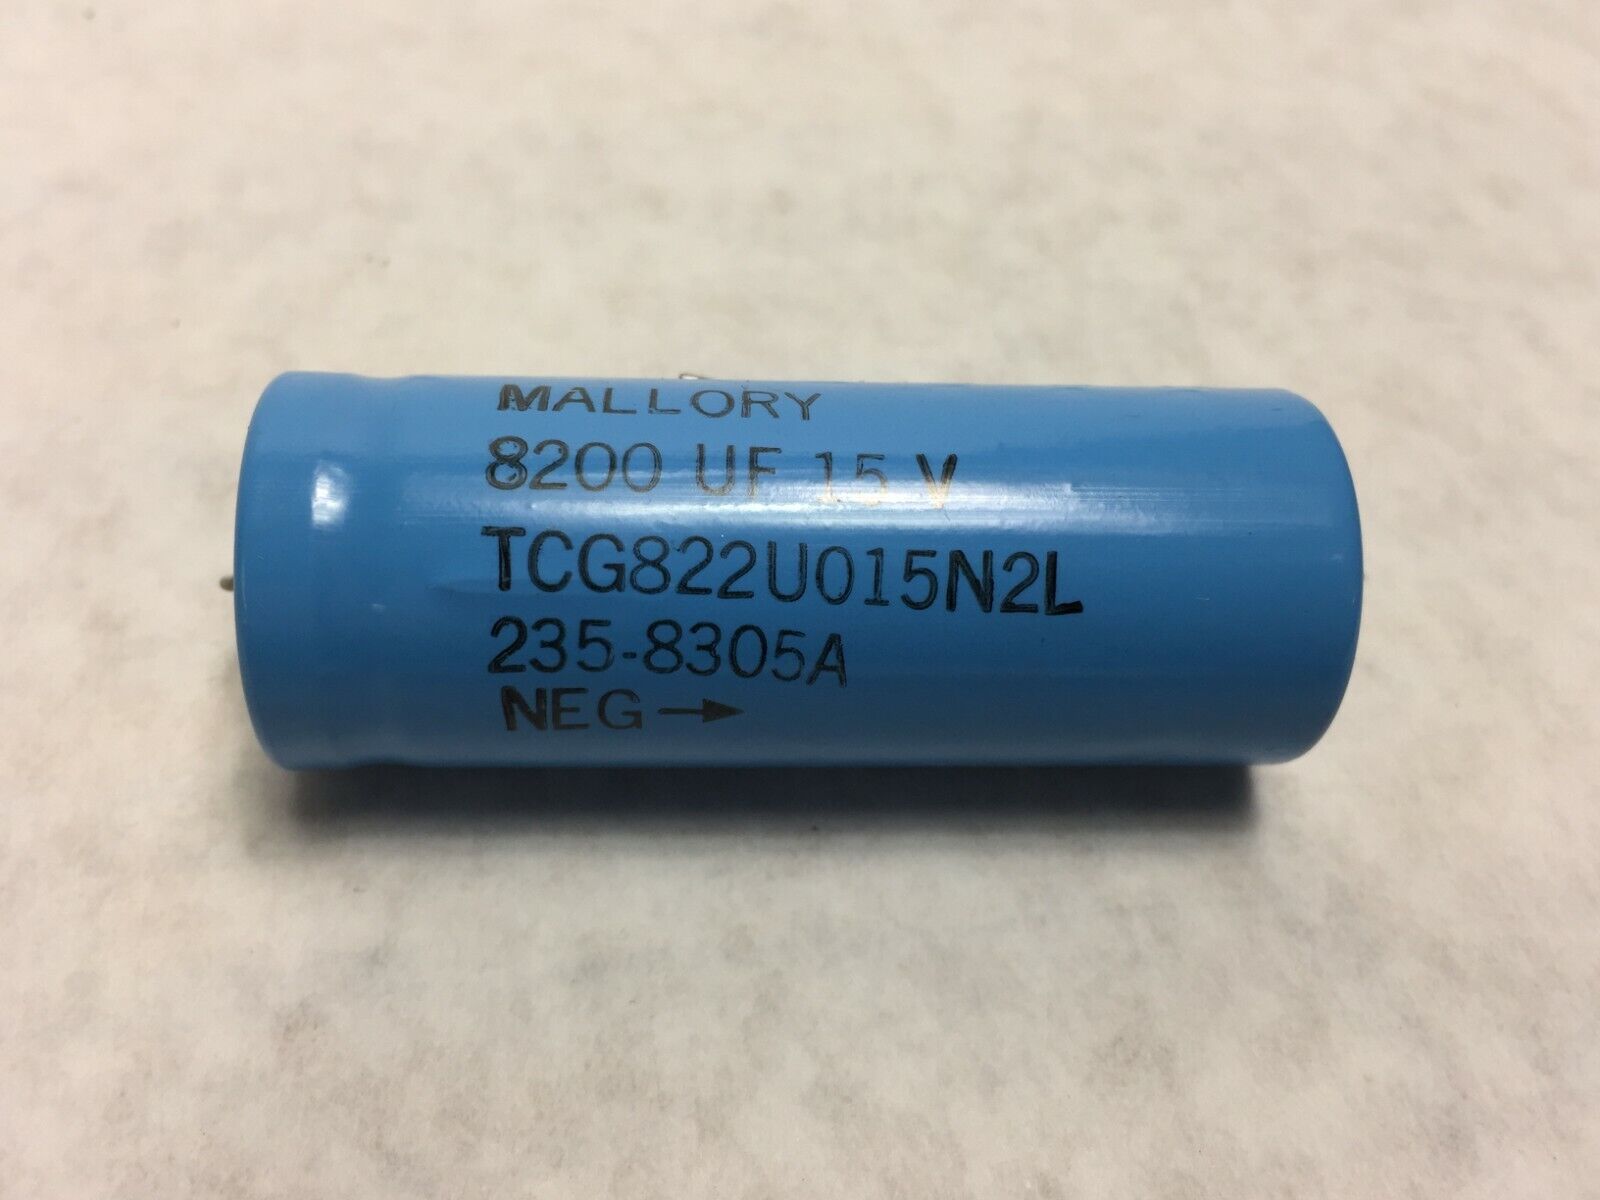 MALLORY
8200 UF 15 V
TCG822U015N2L
235-8305A
NEG →